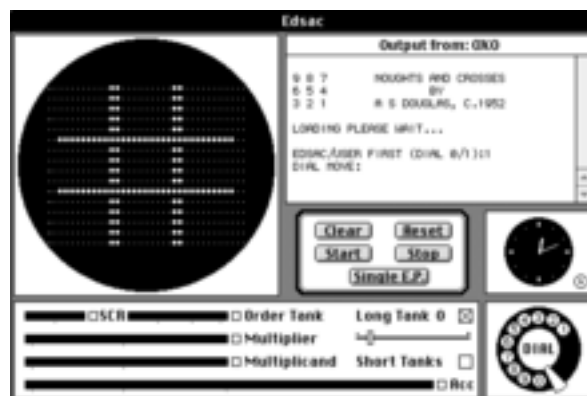 Edsac
Output from: OXO
9 8 7 NOUGHTS AND CROSSES
6 5 4 BY
3 2 1 A S DOUGLAS, C.1952
LOADING PLEASE WAIT...
EDSAC/USER FIRST (DIAL 0/1):1
DIAL MOVE:
Clear Reset
Start Stop
Single E.P.
SCR Order Tank Long Tank 0
Multiplier
Multiplicand Short Tanks
Acc
DIAL